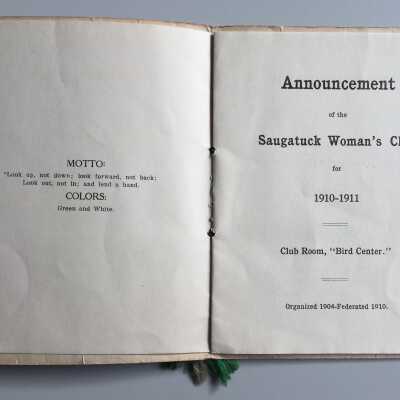 MOTTO:
"Look up, not down; look forward, not back;
Look out, not in; and lend a hand.
COLORS:
Green and White.
Announcement
of the
Saugatuck Woman's Cl
for
1910-1911
Club Room, "Bird Center."
Organized 1904-Federated 1910.